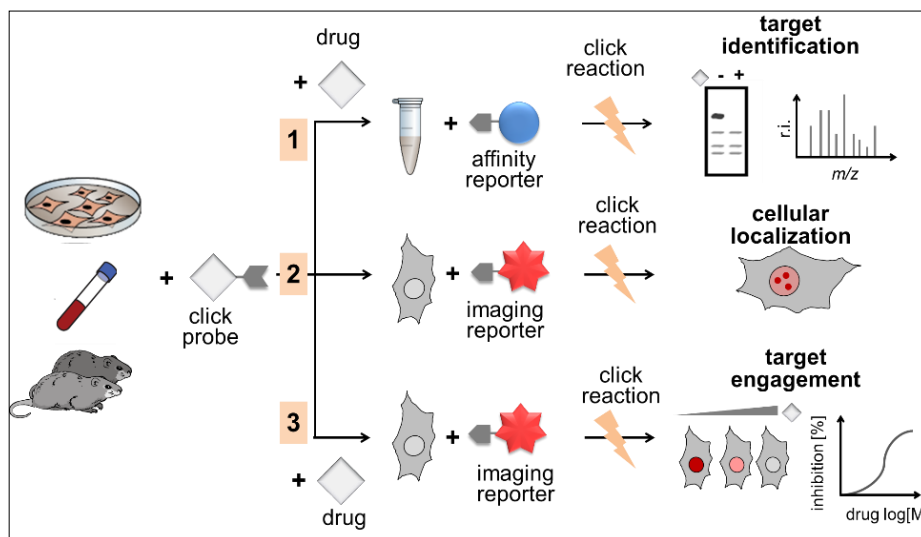 drug
+
1
+
affinity
reporter
click
reaction
target
identification
- +
r.i.
m/z
+
click
probe
2
+
imaging
reporter
click
reaction
cellular
localization
3
+
drug
+
imaging
reporter
click
reaction
target
engagement
inhibition [%]
drug log[M